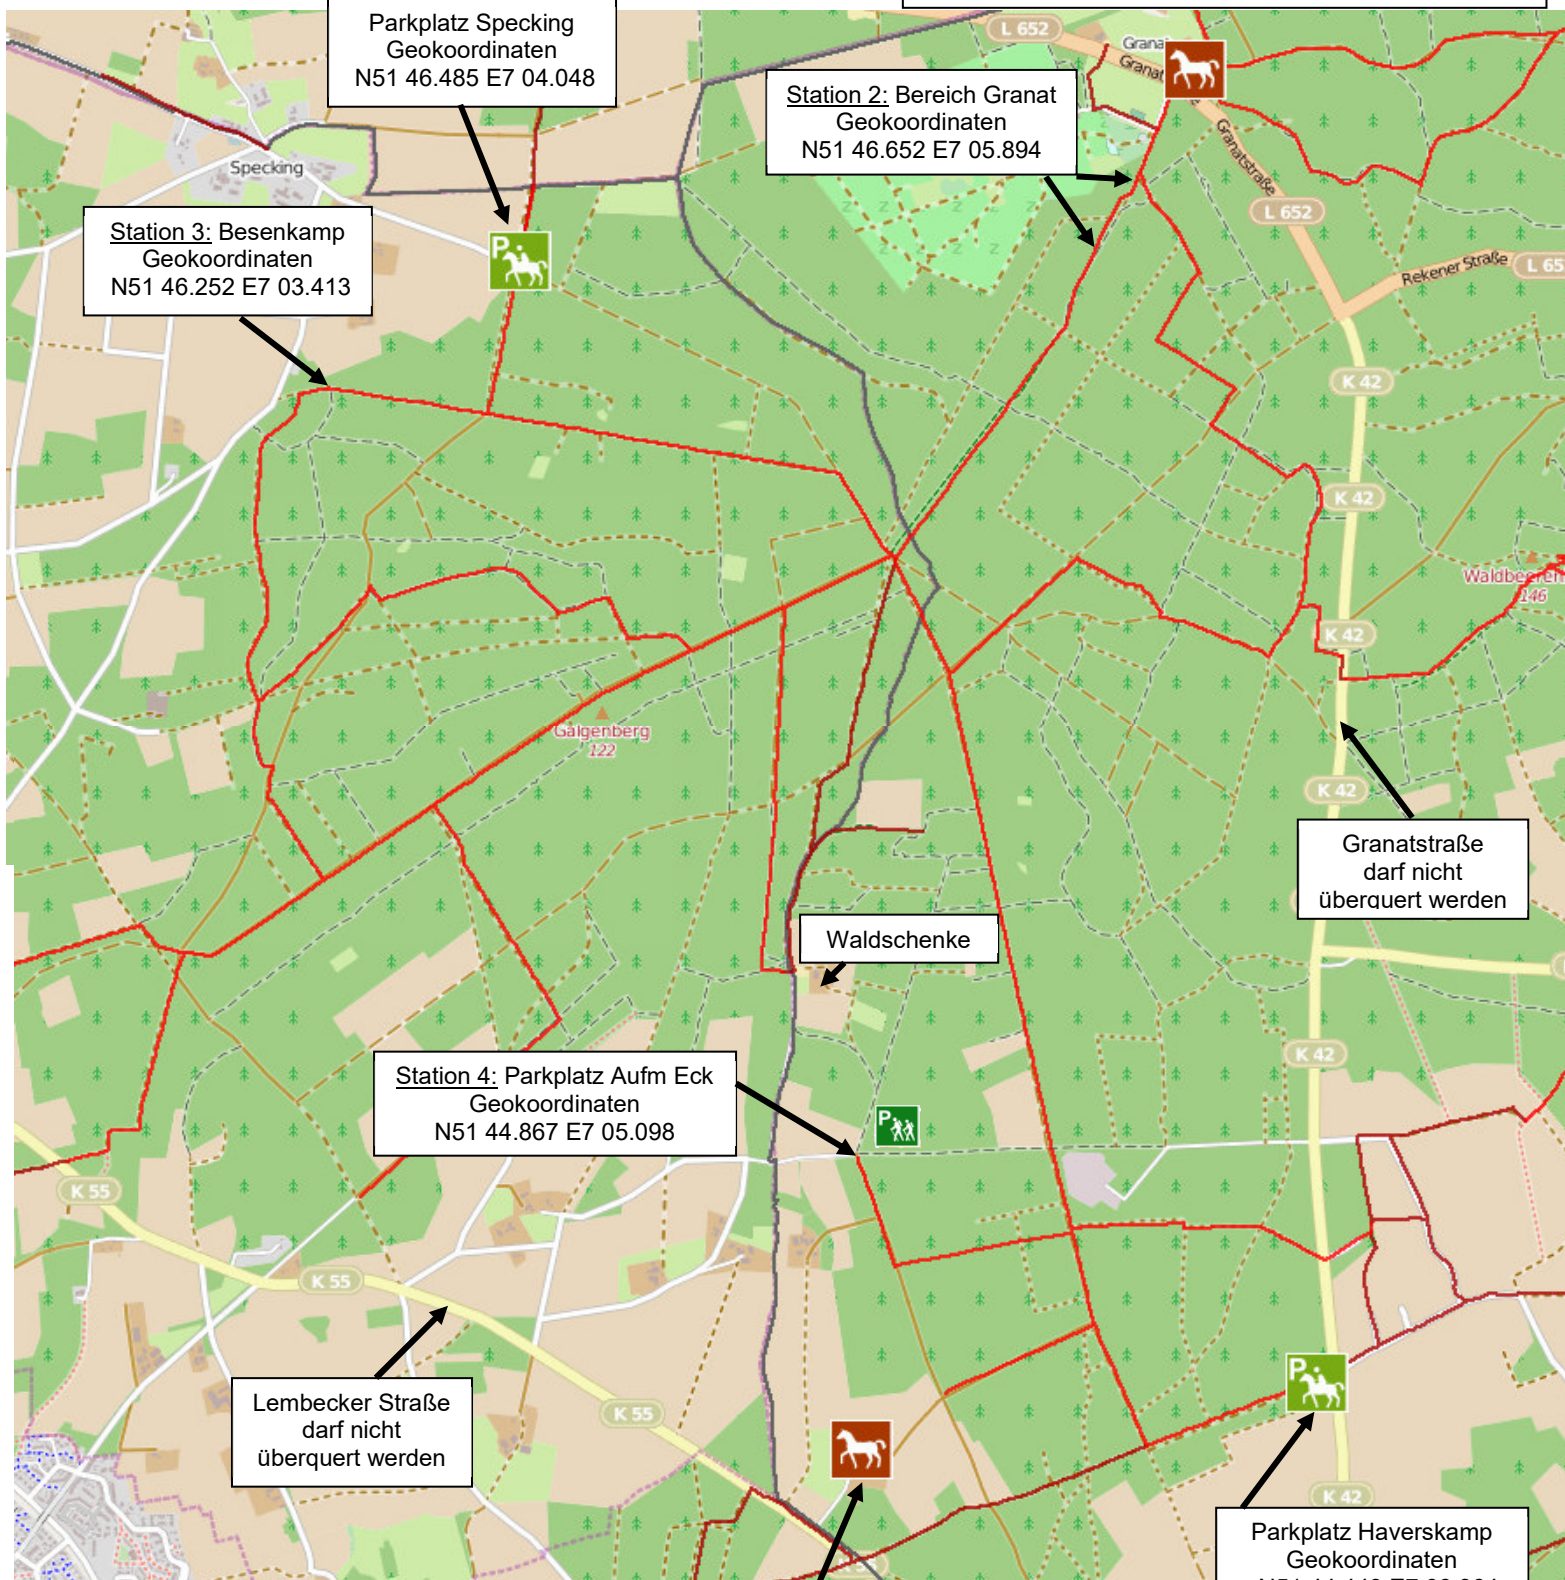 Parkplatz Specking
Geokoordinaten
N51 46.485 E7 04.048
L 652
Station 2: Bereich Granat
Geokoordinaten
N51 46.652 E7 05.894
Granatstraße
Specking
L 652
Rekener Straße
Station 3: Besenkamp
Geokoordinaten
N51 46.252 E7 03.413
K 42
K 42
146
K 42
Galgenberg
122
K 42
Granatstraße
darf nicht
überquert werden
Waldschenke
K 42
Station 4: Parkplatz Aufm Eck
Geokoordinaten
N51 44.867 E7 05.098
K 55
K 55
Lembecker Straße
darf nicht
überquert werden
K 55
K 42
Parkplatz Haverskamp
Geokoordinaten